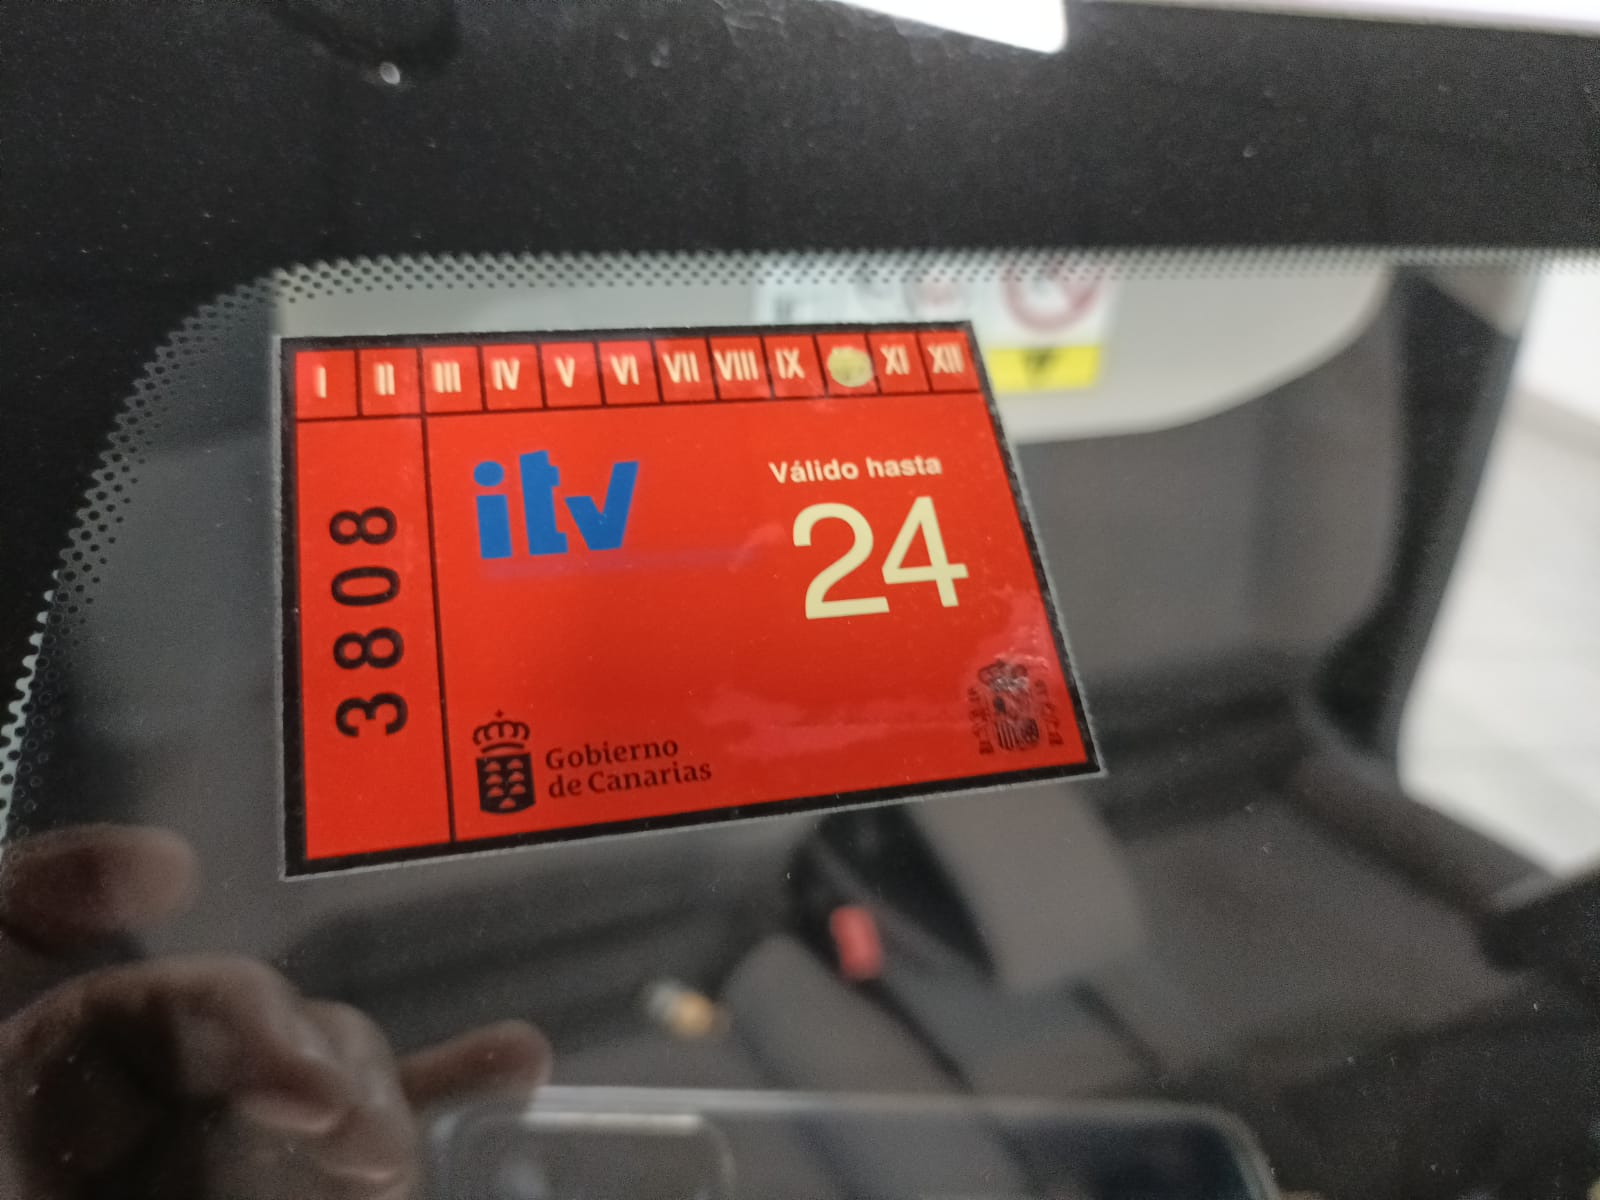 I II III IV V VI VII VIII IX XI XII
3808
itv
Válido hasta
24
Gobierno
de Canarias